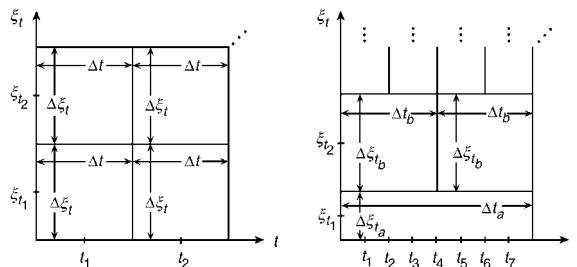 ξt
Δt Δt
ξt2 Δξt Δξt
Δt Δt
ξt1 Δξt Δξt
t1 t2 t
ξt
Δtb Δtb
ξt2 Δξtb Δξtb
Δta
ξt1 Δξta
t1 t2 t3 t4 t5 t6 t7